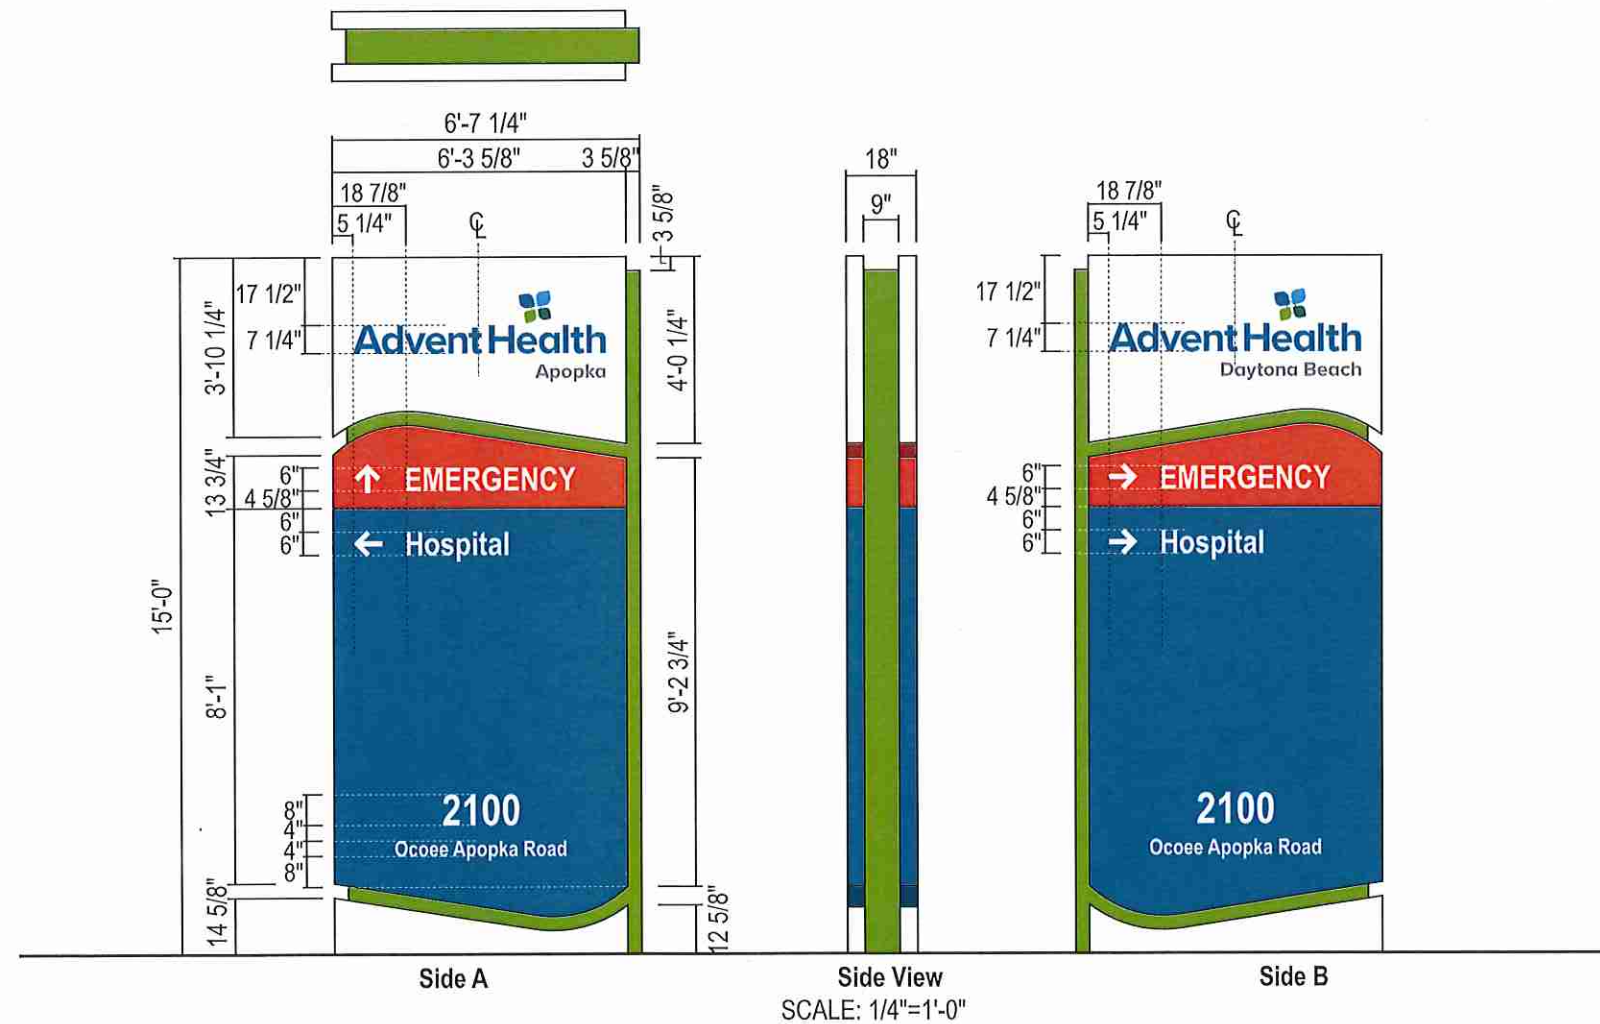 6'-7 1/4"
6'-3 5/8" 3 5/8"
18 7/8"
5 1/4"
℄
3 5/8"
15'-0"
3'-10 1/4"
17 1/2"
7 1/4"
AdventHealth
Apopka
4'-0 1/4"
13 3/4"
6"
4 5/8"
6"
6"
↑ EMERGENCY
← Hospital
8'-1"
9'-2 3/4"
8"
4"
4"
8"
2100
Ocoee Apopka Road
14 5/8"
12 5/8"
Side A
18"
9"
Side View
SCALE: 1/4"=1'-0"
18 7/8"
5 1/4"
℄
17 1/2"
7 1/4"
AdventHealth
Daytona Beach
6"
4 5/8"
6"
6"
→ EMERGENCY
→ Hospital
2100
Ocoee Apopka Road
Side B